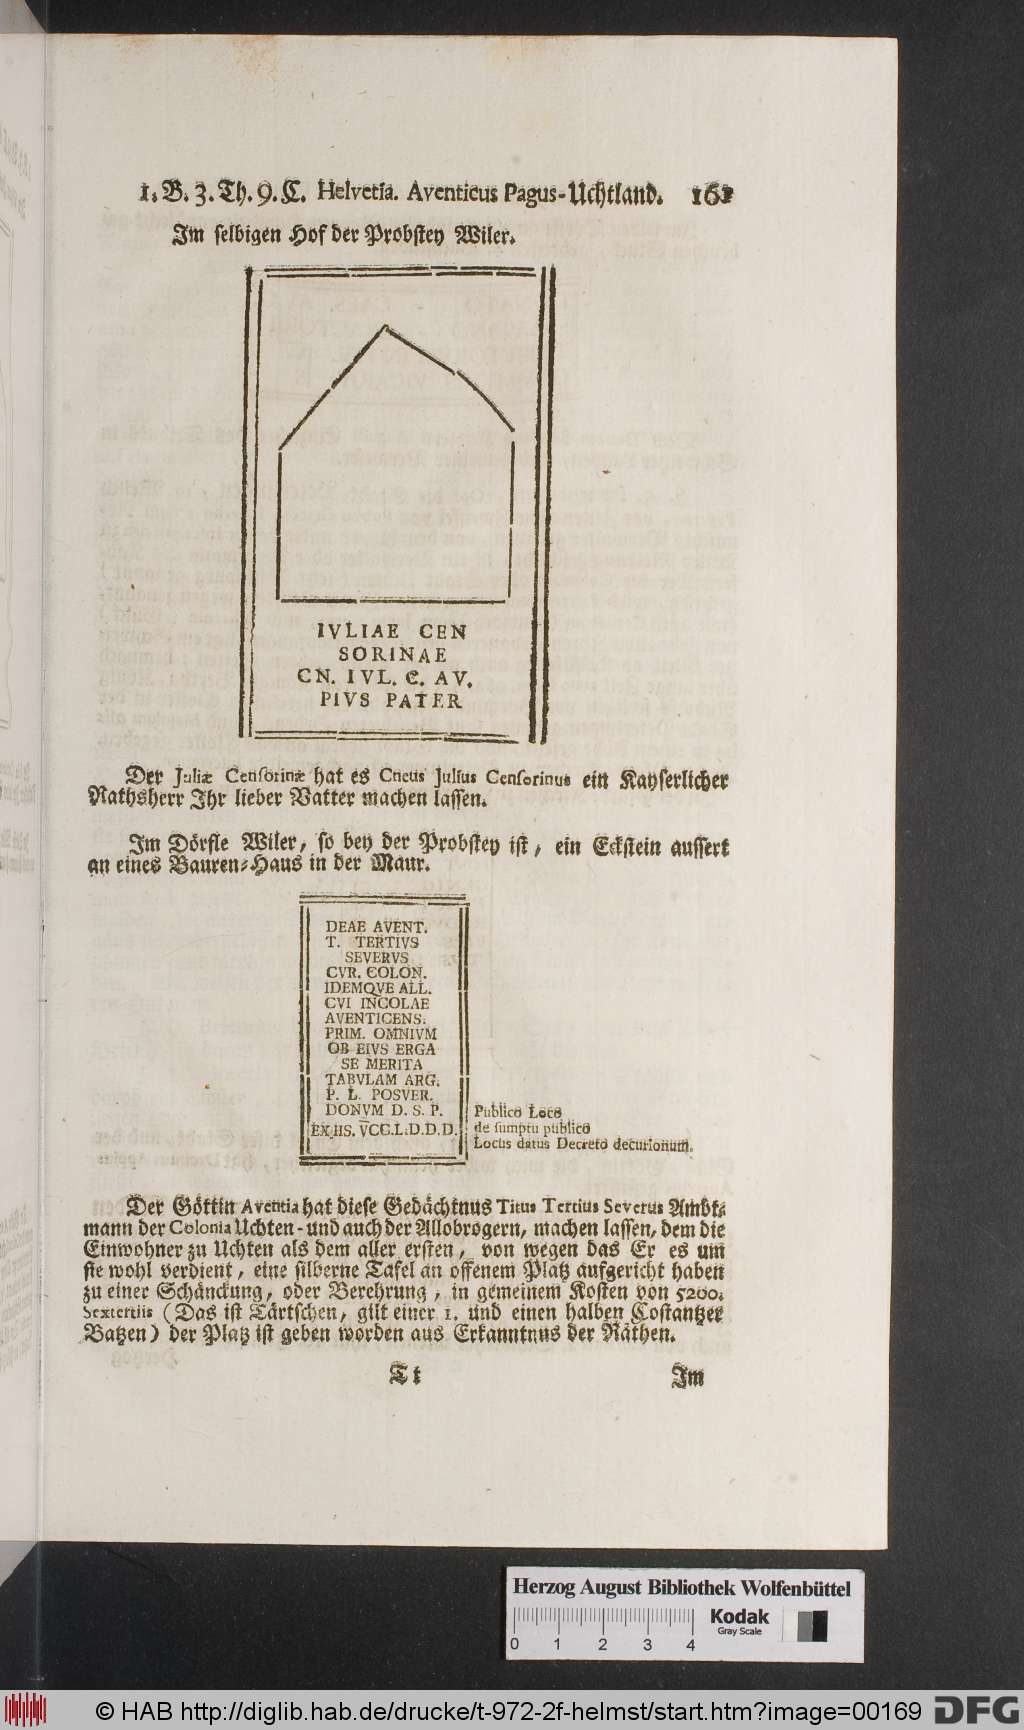 1. B. 3. Th. 9. C. Helvetia. Aventicus Pagus-Uchtland. 161
Im selbigen Hof der Probstey Wiler.
IVLIAE CEN
SORINAE
CN. IVL. C. AV.
PIVS PATER
Der Juliæ Censorinæ hat es Cneus Julius Censorinus ein Kayserlicher
Rathsherr Ihr lieber Vatter machen lassen.
Im Dörfle Wiler, so bey der Probstey ist, ein Eckstein aussert
an eines Bauren-Haus in der Maur.
DEAE AVENT.
T. TERTIVS
SEVERVS
CVR. COLON.
IDEMQVE ALL.
CVI INCOLAE
AVENTICENS.
PRIM. OMNIVM
OB EIVS ERGA
SE MERITA
TABVLAM ARG.
P. L. POSVER.
DONVM D. S. P.
EX HS. V̅CC.L.D.D.D.
Publico Loco
de sumptu publico
Locus datus Decreto decurionum.
Der Göttin Aventia hat diese Gedächtnus Titus Tertius Severus Ambt-
mann der Colonia Uchten- und auch der Allobrogern, machen lassen, dem die
Einwohner zu Uchten als dem aller ersten, von wegen das Er es um
sie wohl verdient, eine silberne Tafel an offenem Platz aufgericht haben
zu einer Schänckung, oder Verehrung, in gemeinem Kosten von 5200.
Sextertiis (Das ist Tärtschen, gilt einer 1. und einen halben Costantzer
Batzen) der Platz ist geben worden aus Erkanntnus der Räthen.
Tt Im
Herzog August Bibliothek Wolfenbüttel
Kodak
Gray Scale
0 1 2 3 4
© HAB http://diglib.hab.de/drucke/t-972-2f-helmst/start.htm?image=00169 DFG